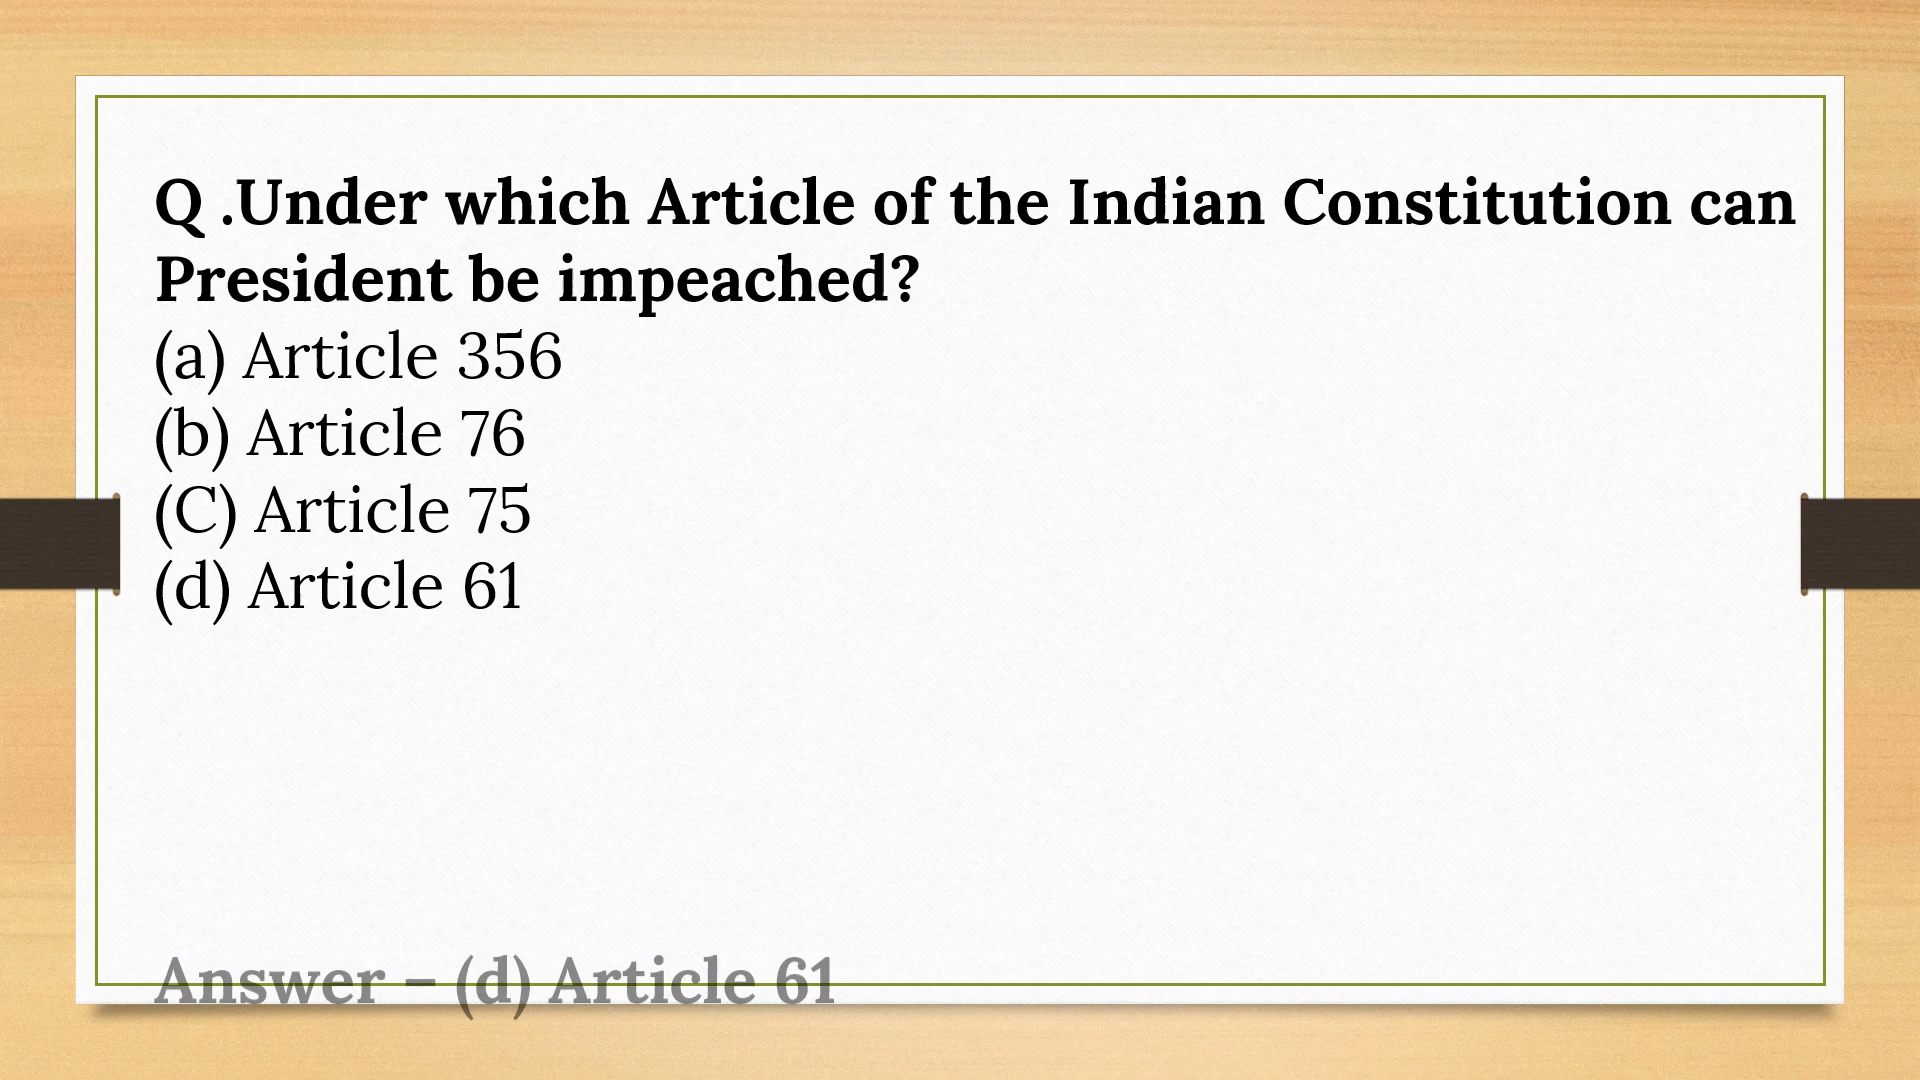 Q .Under which Article of the Indian Constitution can
President be impeached?
(a) Article 356
(b) Article 76
(C) Article 75
(d) Article 61
Answer – (d) Article 61